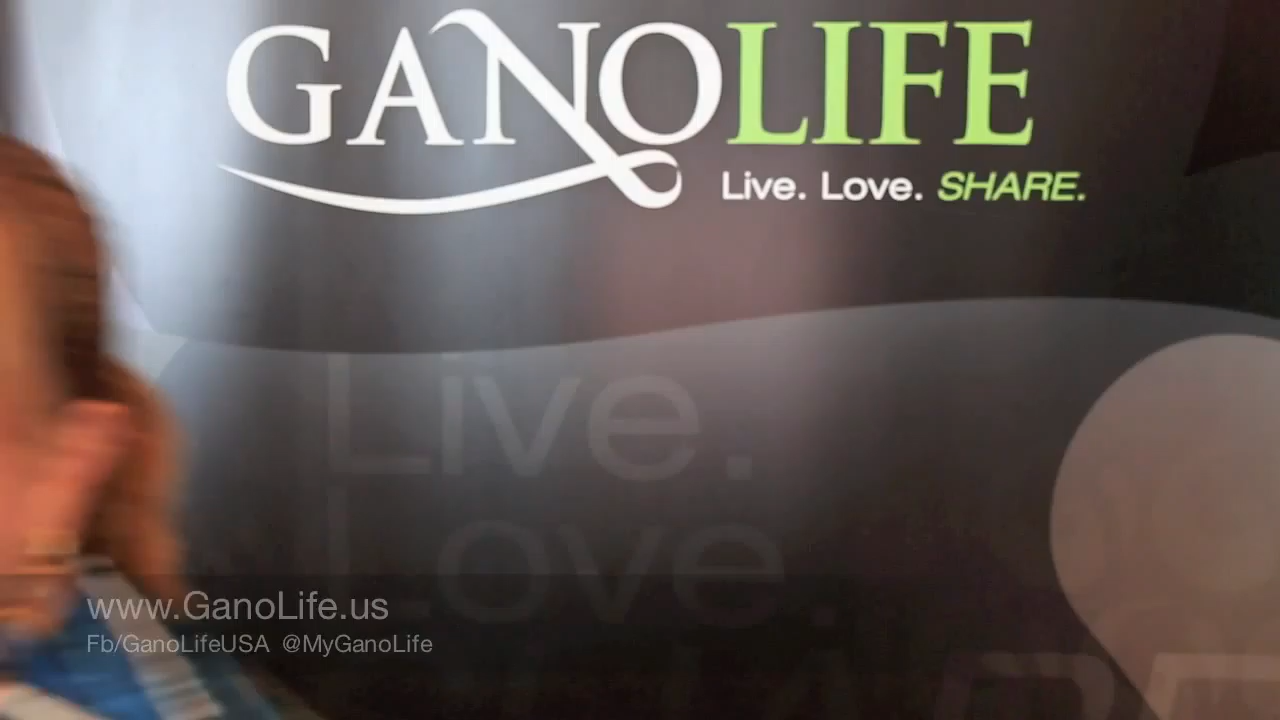 GANOLIFE
Live. Love. SHARE.
Live.
Love.
www.GanoLife.us
Fb/GanoLifeUSA @MyGanoLife